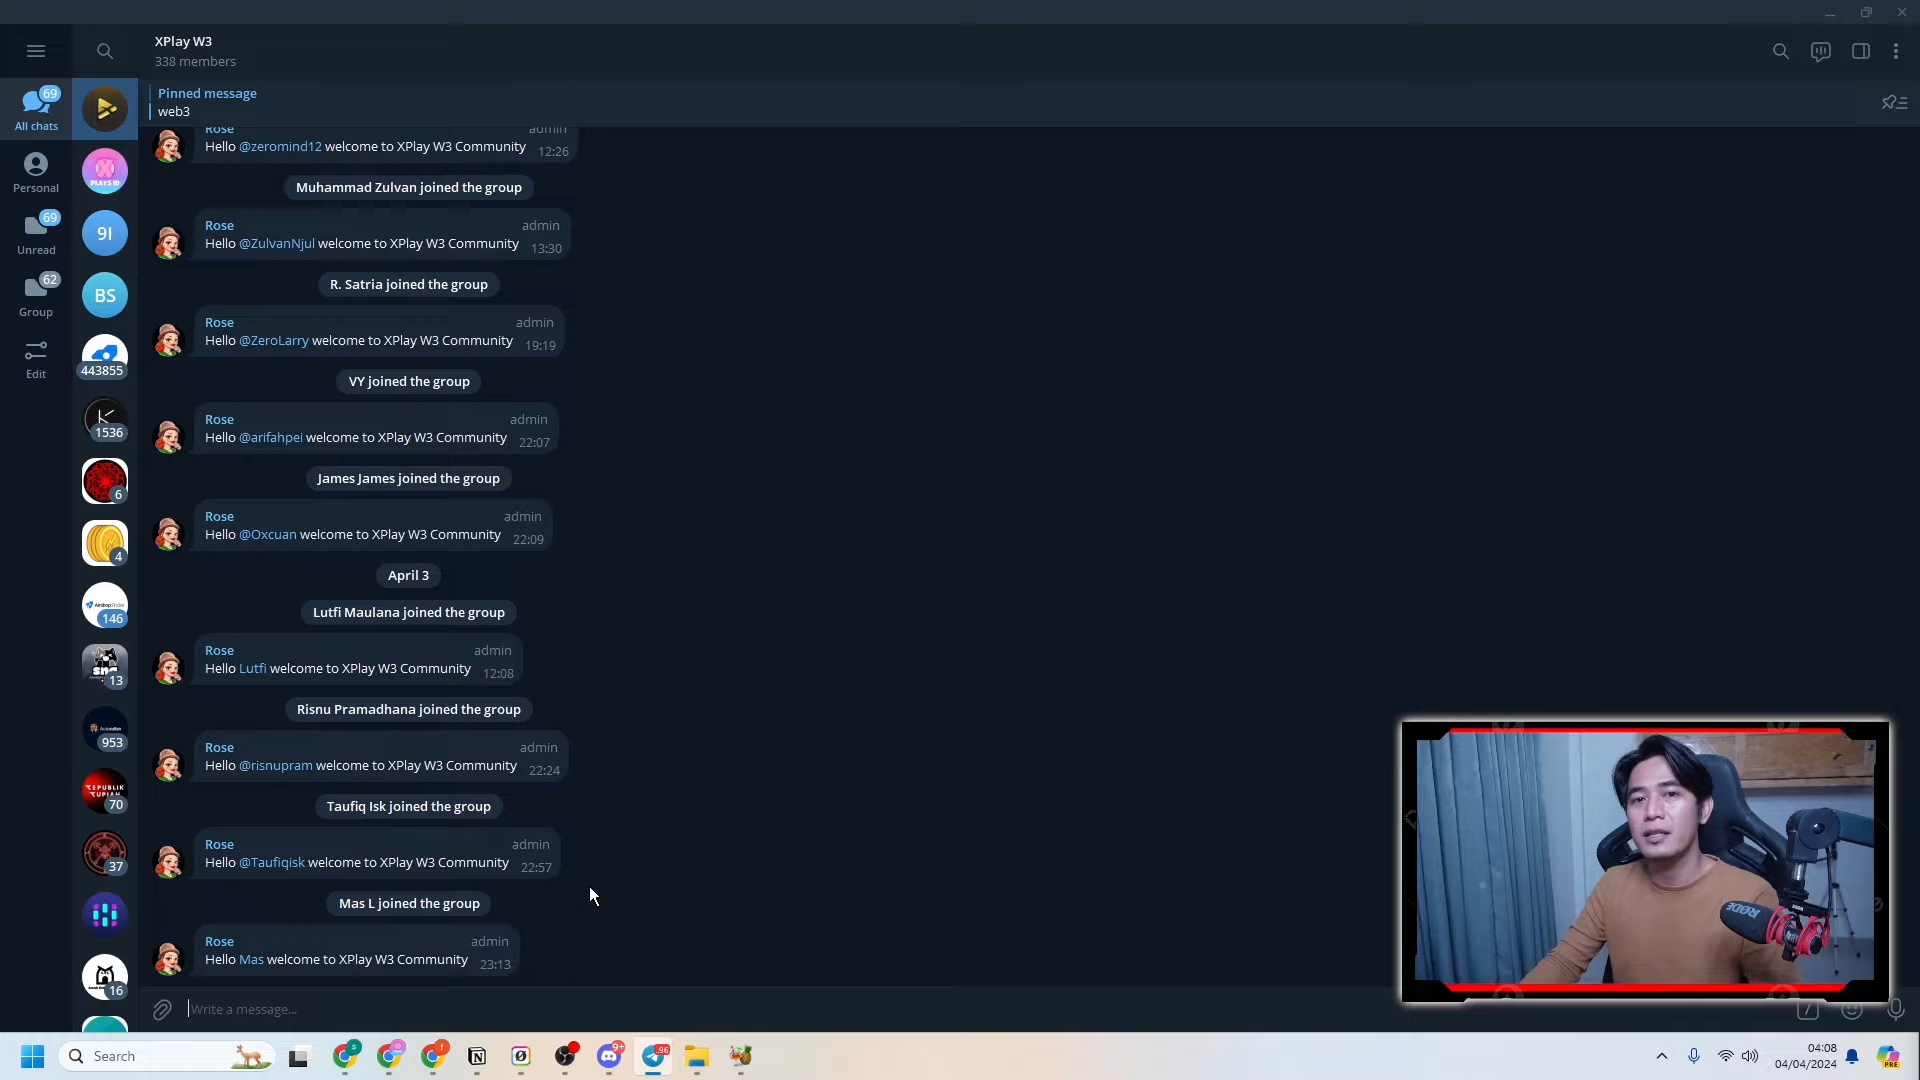 XPlay W3
338 members
Pinned message
web3
69
All chats
Personal
69
Unread
62
Group
Edit
X
PLAYS ID
9I
BS
443855
1536
6
4
146
13
953
REPUBLIK
RUPIAH
70
37
16
Rose admin
Hello @zeromind12 welcome to XPlay W3 Community 12:26
Muhammad Zulvan joined the group
Rose admin
Hello @ZulvanNjul welcome to XPlay W3 Community 13:30
R. Satria joined the group
Rose admin
Hello @ZeroLarry welcome to XPlay W3 Community 19:19
VY joined the group
Rose admin
Hello @arifahpei welcome to XPlay W3 Community 22:07
James James joined the group
Rose admin
Hello @Oxcuan welcome to XPlay W3 Community 22:09
April 3
Lutfi Maulana joined the group
Rose admin
Hello Lutfi welcome to XPlay W3 Community 12:08
Risnu Pramadhana joined the group
Rose admin
Hello @risnupram welcome to XPlay W3 Community 22:24
Taufiq Isk joined the group
Rose admin
Hello @Taufiqisk welcome to XPlay W3 Community 22:57
Mas L joined the group
Rose admin
Hello Mas welcome to XPlay W3 Community 23:13
Write a message...
RØDE
Search
9+
96
04:08
04/04/2024
PRE